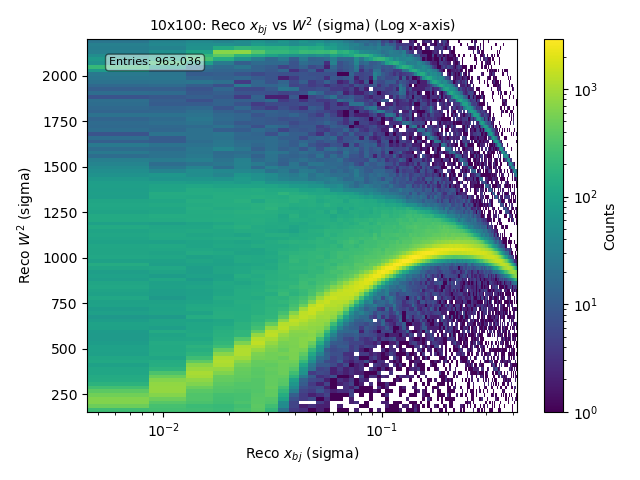 10x100: Reco $x_{bj}$ vs $W^2$ (sigma) (Log x-axis)
Entries: 963,036
Reco $W^2$ (sigma)
2000
1750
1500
1250
1000
750
500
250
$10^{-2}$
$10^{-1}$
Reco $x_{bj}$ (sigma)
$10^3$
$10^2$
$10^1$
$10^0$
Counts